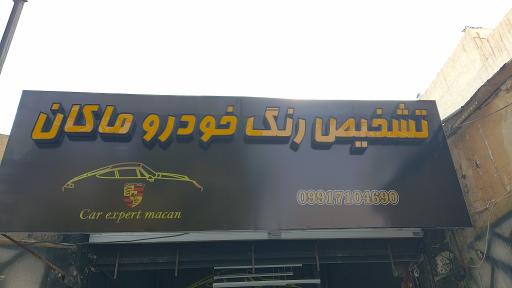 تشخیص رنگ خودرو ماکان
Car expert macan
09917104690